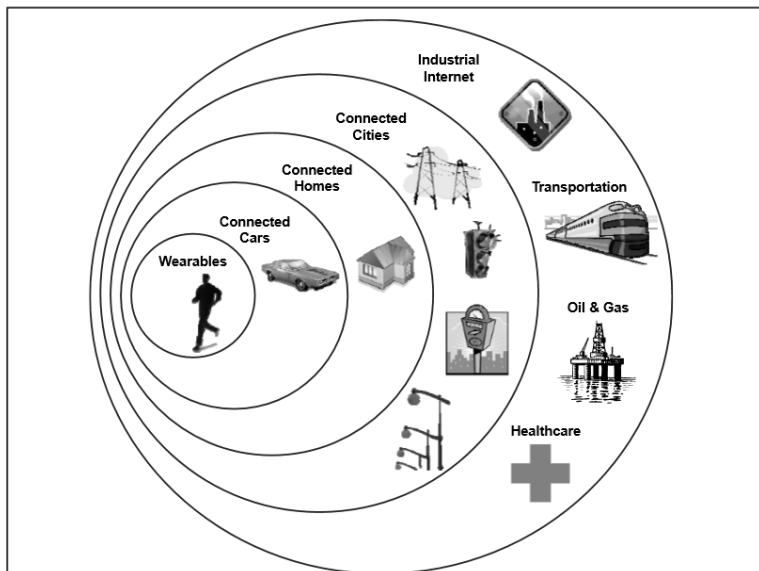 Industrial
Internet
Connected
Cities
Connected
Homes
Transportation
Connected
Cars
Wearables
Oil & Gas
Healthcare